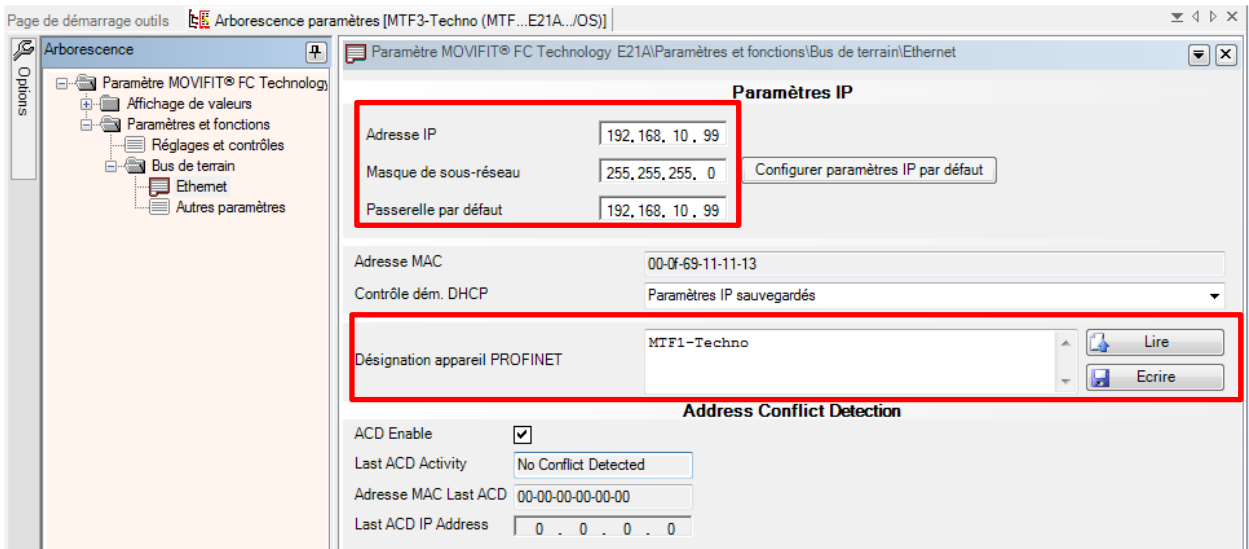 Page de démarrage outils
Arborescence paramètres [MTF3-Techno (MTF...E21A.../OS)]
Options
Arborescence
Paramètre MOVIFIT® FC Technology
Affichage de valeurs
Paramètres et fonctions
Réglages et contrôles
Bus de terrain
Ethernet
Autres paramètres
Paramètre MOVIFIT® FC Technology E21A\Paramètres et fonctions\Bus de terrain\Ethernet
Paramètres IP
Adresse IP 192.168.10.99
Masque de sous-réseau 255.255.255.0 Configurer paramètres IP par défaut
Passerelle par défaut 192.168.10.99
Adresse MAC 00-0f-69-11-11-13
Contrôle dém. DHCP Paramètres IP sauvegardés
Désignation appareil PROFINET MTF1-Techno Lire
Ecrire
Address Conflict Detection
ACD Enable
Last ACD Activity No Conflict Detected
Adresse MAC Last ACD 00-00-00-00-00-00
Last ACD IP Address 0.0.0.0